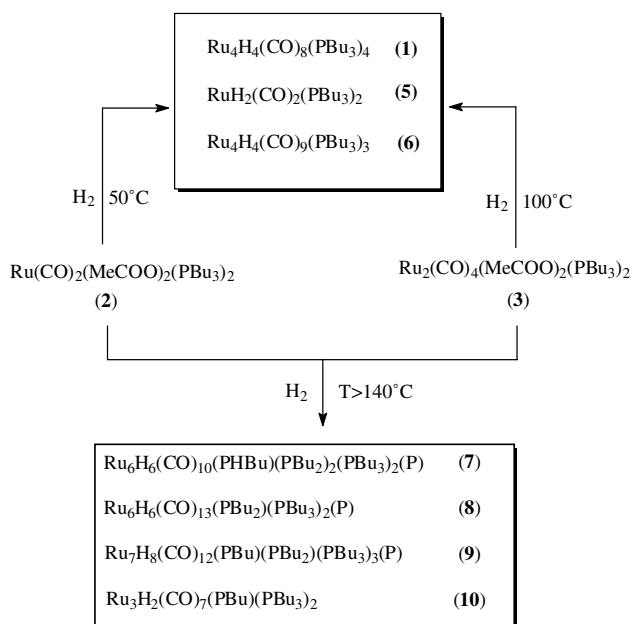 Ru₄H₄(CO)₈(PBu₃)₄ (1)
RuH₂(CO)₂(PBu₃)₂ (5)
Ru₄H₄(CO)₉(PBu₃)₃ (6)
H₂ 50°C
H₂ 100°C
Ru(CO)₂(MeCOO)₂(PBu₃)₂
(2)
Ru₂(CO)₄(MeCOO)₂(PBu₃)₂
(3)
H₂ T>140°C
Ru₆H₆(CO)₁₀(PHBu)(PBu₂)₂(PBu₃)₂(P) (7)
Ru₆H₆(CO)₁₃(PBu₂)(PBu₃)₂(P) (8)
Ru₇H₈(CO)₁₂(PBu)(PBu₂)(PBu₃)₃(P) (9)
Ru₃H₂(CO)₇(PBu)(PBu₃)₂ (10)